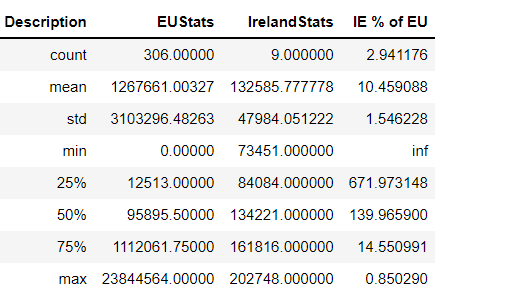 Description EUStats IrelandStats IE % of EU
count 306.00000 9.000000 2.941176
mean 1267661.00327 132585.777778 10.459088
std 3103296.48263 47984.051222 1.546228
min 0.00000 73451.000000 inf
25% 12513.00000 84084.000000 671.973148
50% 95895.50000 134221.000000 139.965900
75% 1112061.75000 161816.000000 14.550991
max 23844564.00000 202748.000000 0.850290